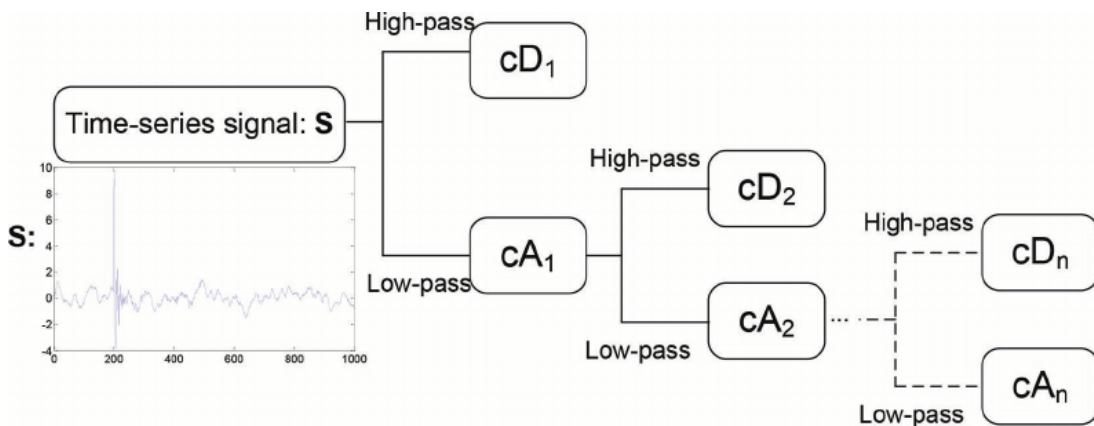 High-pass
cD₁
Time-series signal: S
High-pass
cD₂
S:
10
8
6
4
2
0
-2
-4
0
200
400
600
800
1000
Low-pass
cA₁
High-pass
cDₙ
Low-pass
cA₂
...
Low-pass
cAₙ